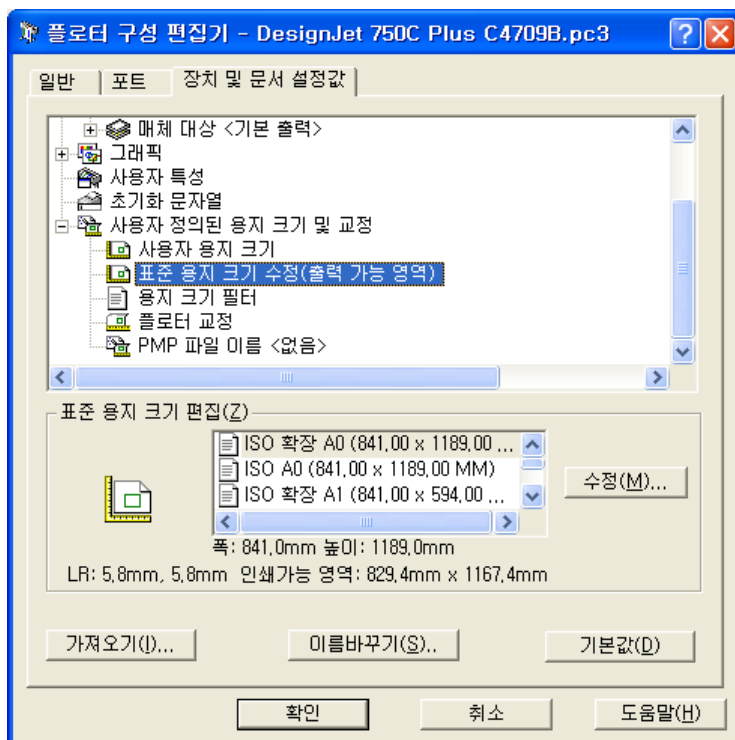 플로터 구성 편집기 - DesignJet 750C Plus C4709B.pc3
일반 포트 장치 및 문서 설정값
매체 대상 <기본 출력>
그래픽
사용자 특성
초기화 문자열
사용자 정의된 용지 크기 및 교정
사용자 용지 크기
표준 용지 크기 수정(출력 가능 영역)
용지 크기 필터
플로터 교정
PMP 파일 이름 <없음>
표준 용지 크기 편집(Z)
ISO 확장 A0 (841,00 x 1189,00 ...
ISO A0 (841,00 x 1189,00 MM)
ISO 확장 A1 (841,00 x 594,00 ...
수정(M)...
폭: 841,0mm 높이: 1189,0mm
LR: 5,8mm, 5,8mm 인쇄가능 영역: 829,4mm x 1167,4mm
가져오기(I)... 이름바꾸기(S).. 기본값(D)
확인 취소 도움말(H)